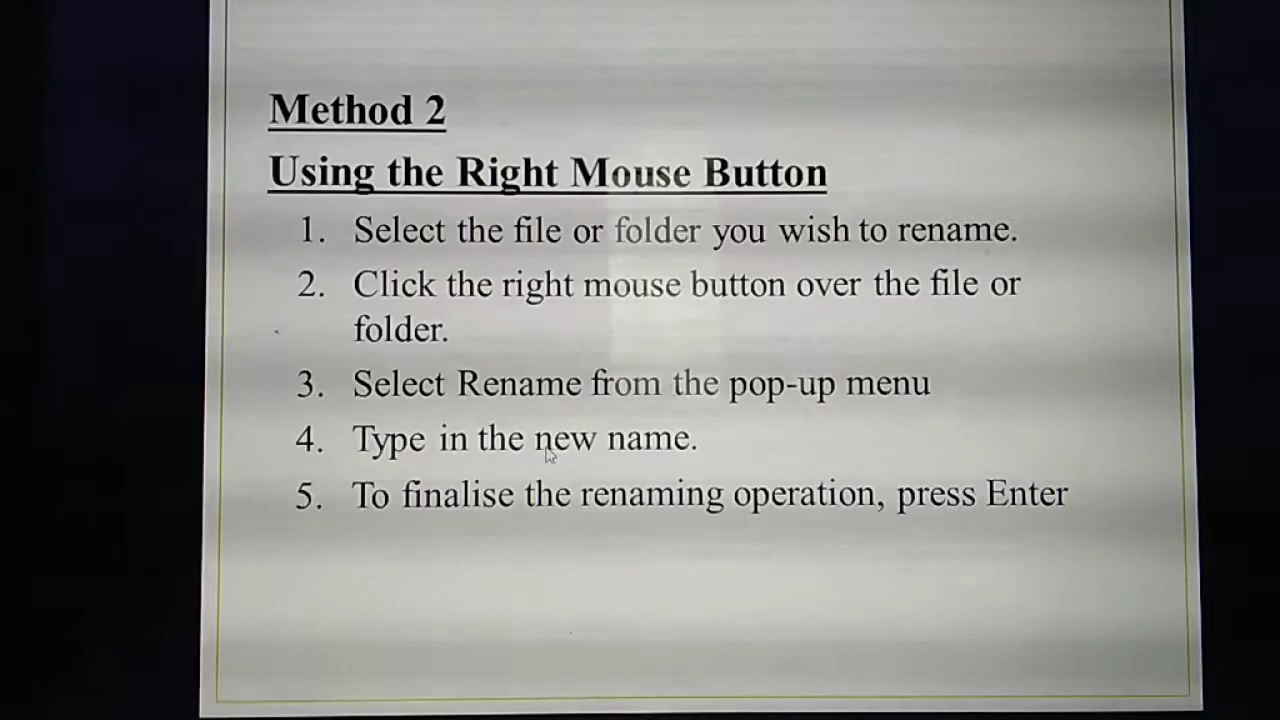 Method 2
Using the Right Mouse Button
1. Select the file or folder you wish to rename.
2. Click the right mouse button over the file or
folder.
3. Select Rename from the pop-up menu
4. Type in the new name.
5. To finalise the renaming operation, press Enter